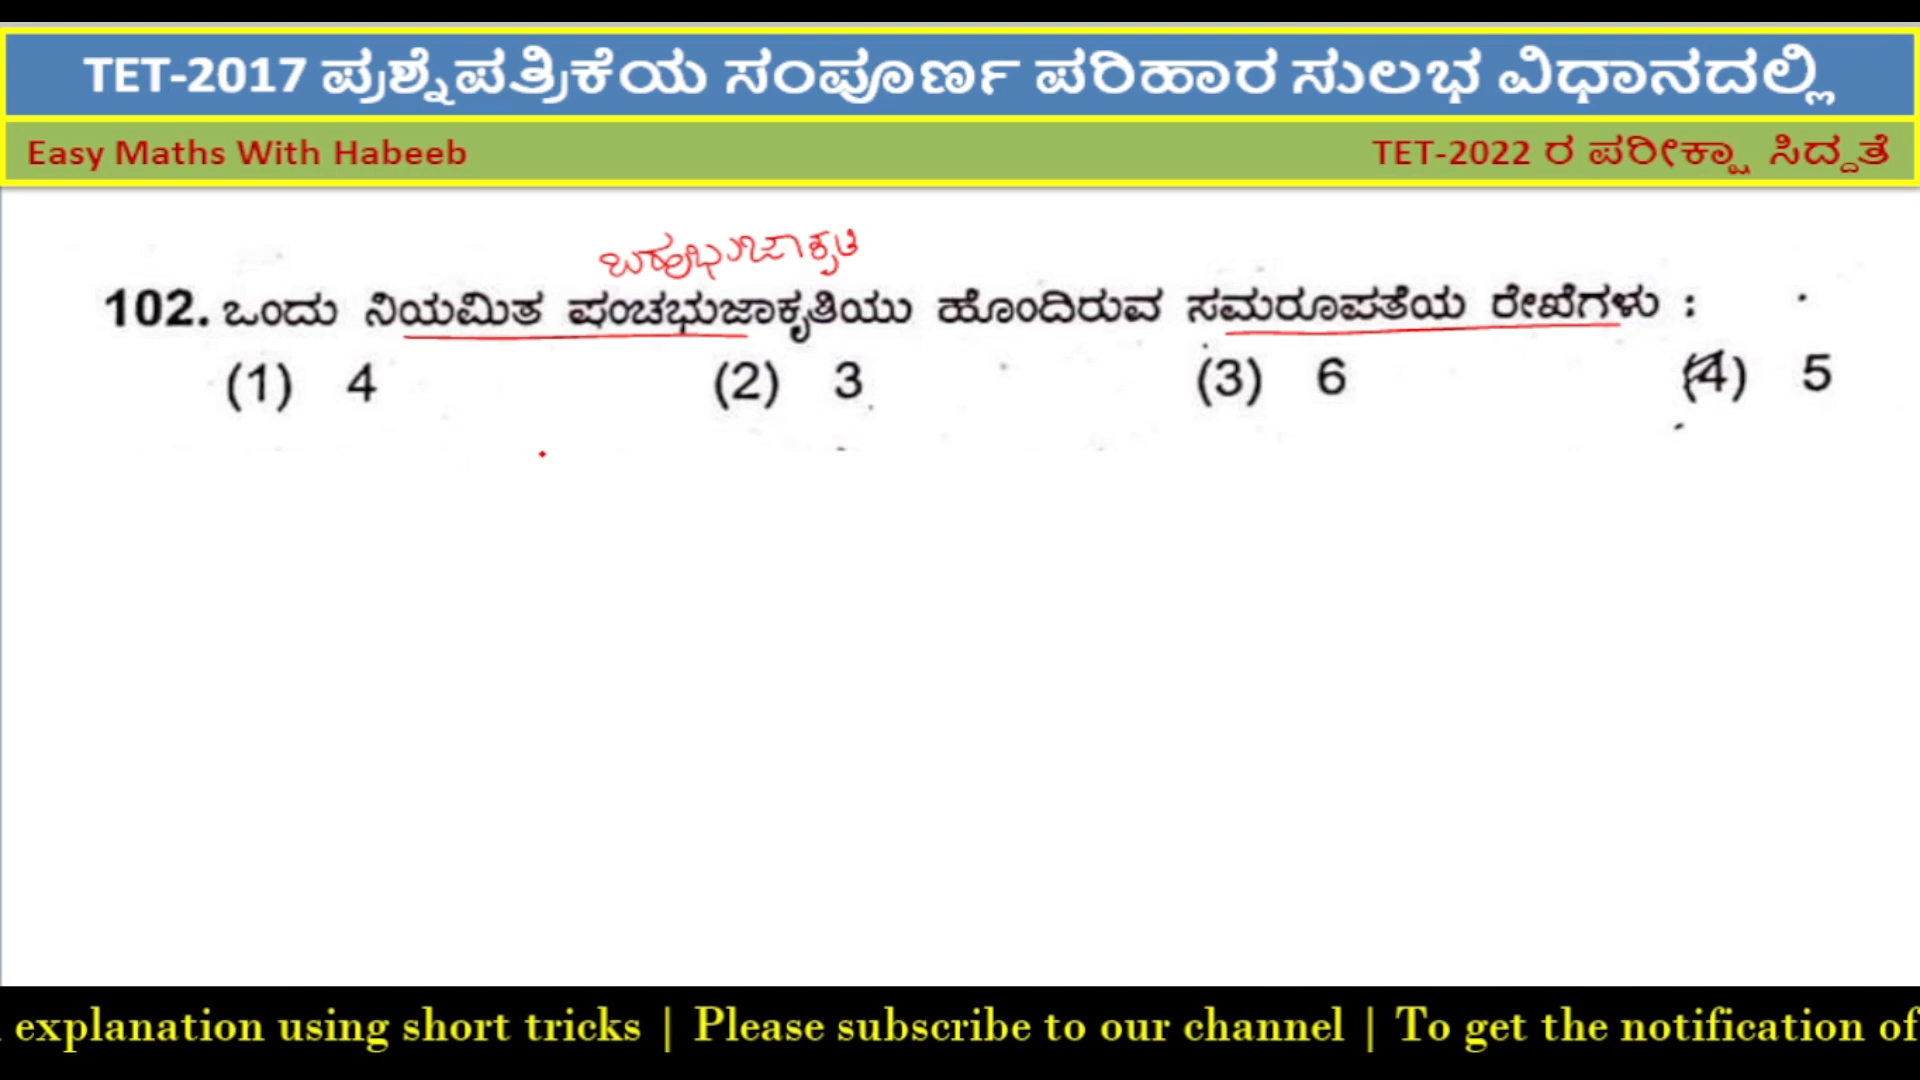 TET-2017 ಪ್ರಶ್ನೆಪತ್ರಿಕೆಯ ಸಂಪೂರ್ಣ ಪರಿಹಾರ ಸುಲಭ ವಿಧಾನದಲ್ಲಿ
Easy Maths With Habeeb TET-2022 ರ ಪರೀಕ್ಷಾ ಸಿದ್ದತೆ
ಬಹುಭುಜಾಕೃತಿ
102. ಒಂದು ನಿಯಮಿತ ಪಂಚಭುಜಾಕೃತಿಯು ಹೊಂದಿರುವ ಸಮರೂಪತೆಯ ರೇಖೆಗಳು :
(1) 4 (2) 3 (3) 6 (4) 5
explanation using short tricks | Please subscribe to our channel | To get the notification of